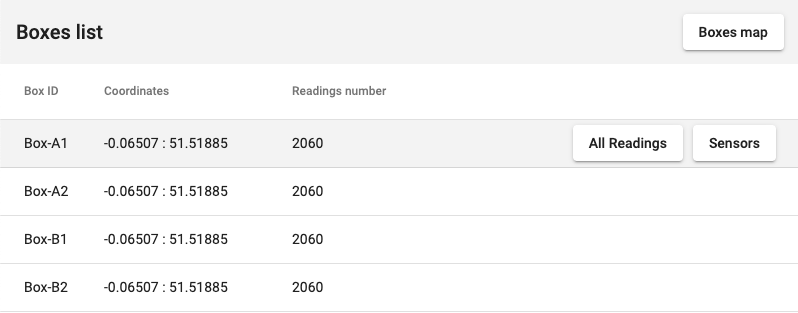 Boxes list Boxes map
Box ID Coordinates Readings number
Box-A1 -0.06507 : 51.51885 2060 All Readings Sensors
Box-A2 -0.06507 : 51.51885 2060
Box-B1 -0.06507 : 51.51885 2060
Box-B2 -0.06507 : 51.51885 2060